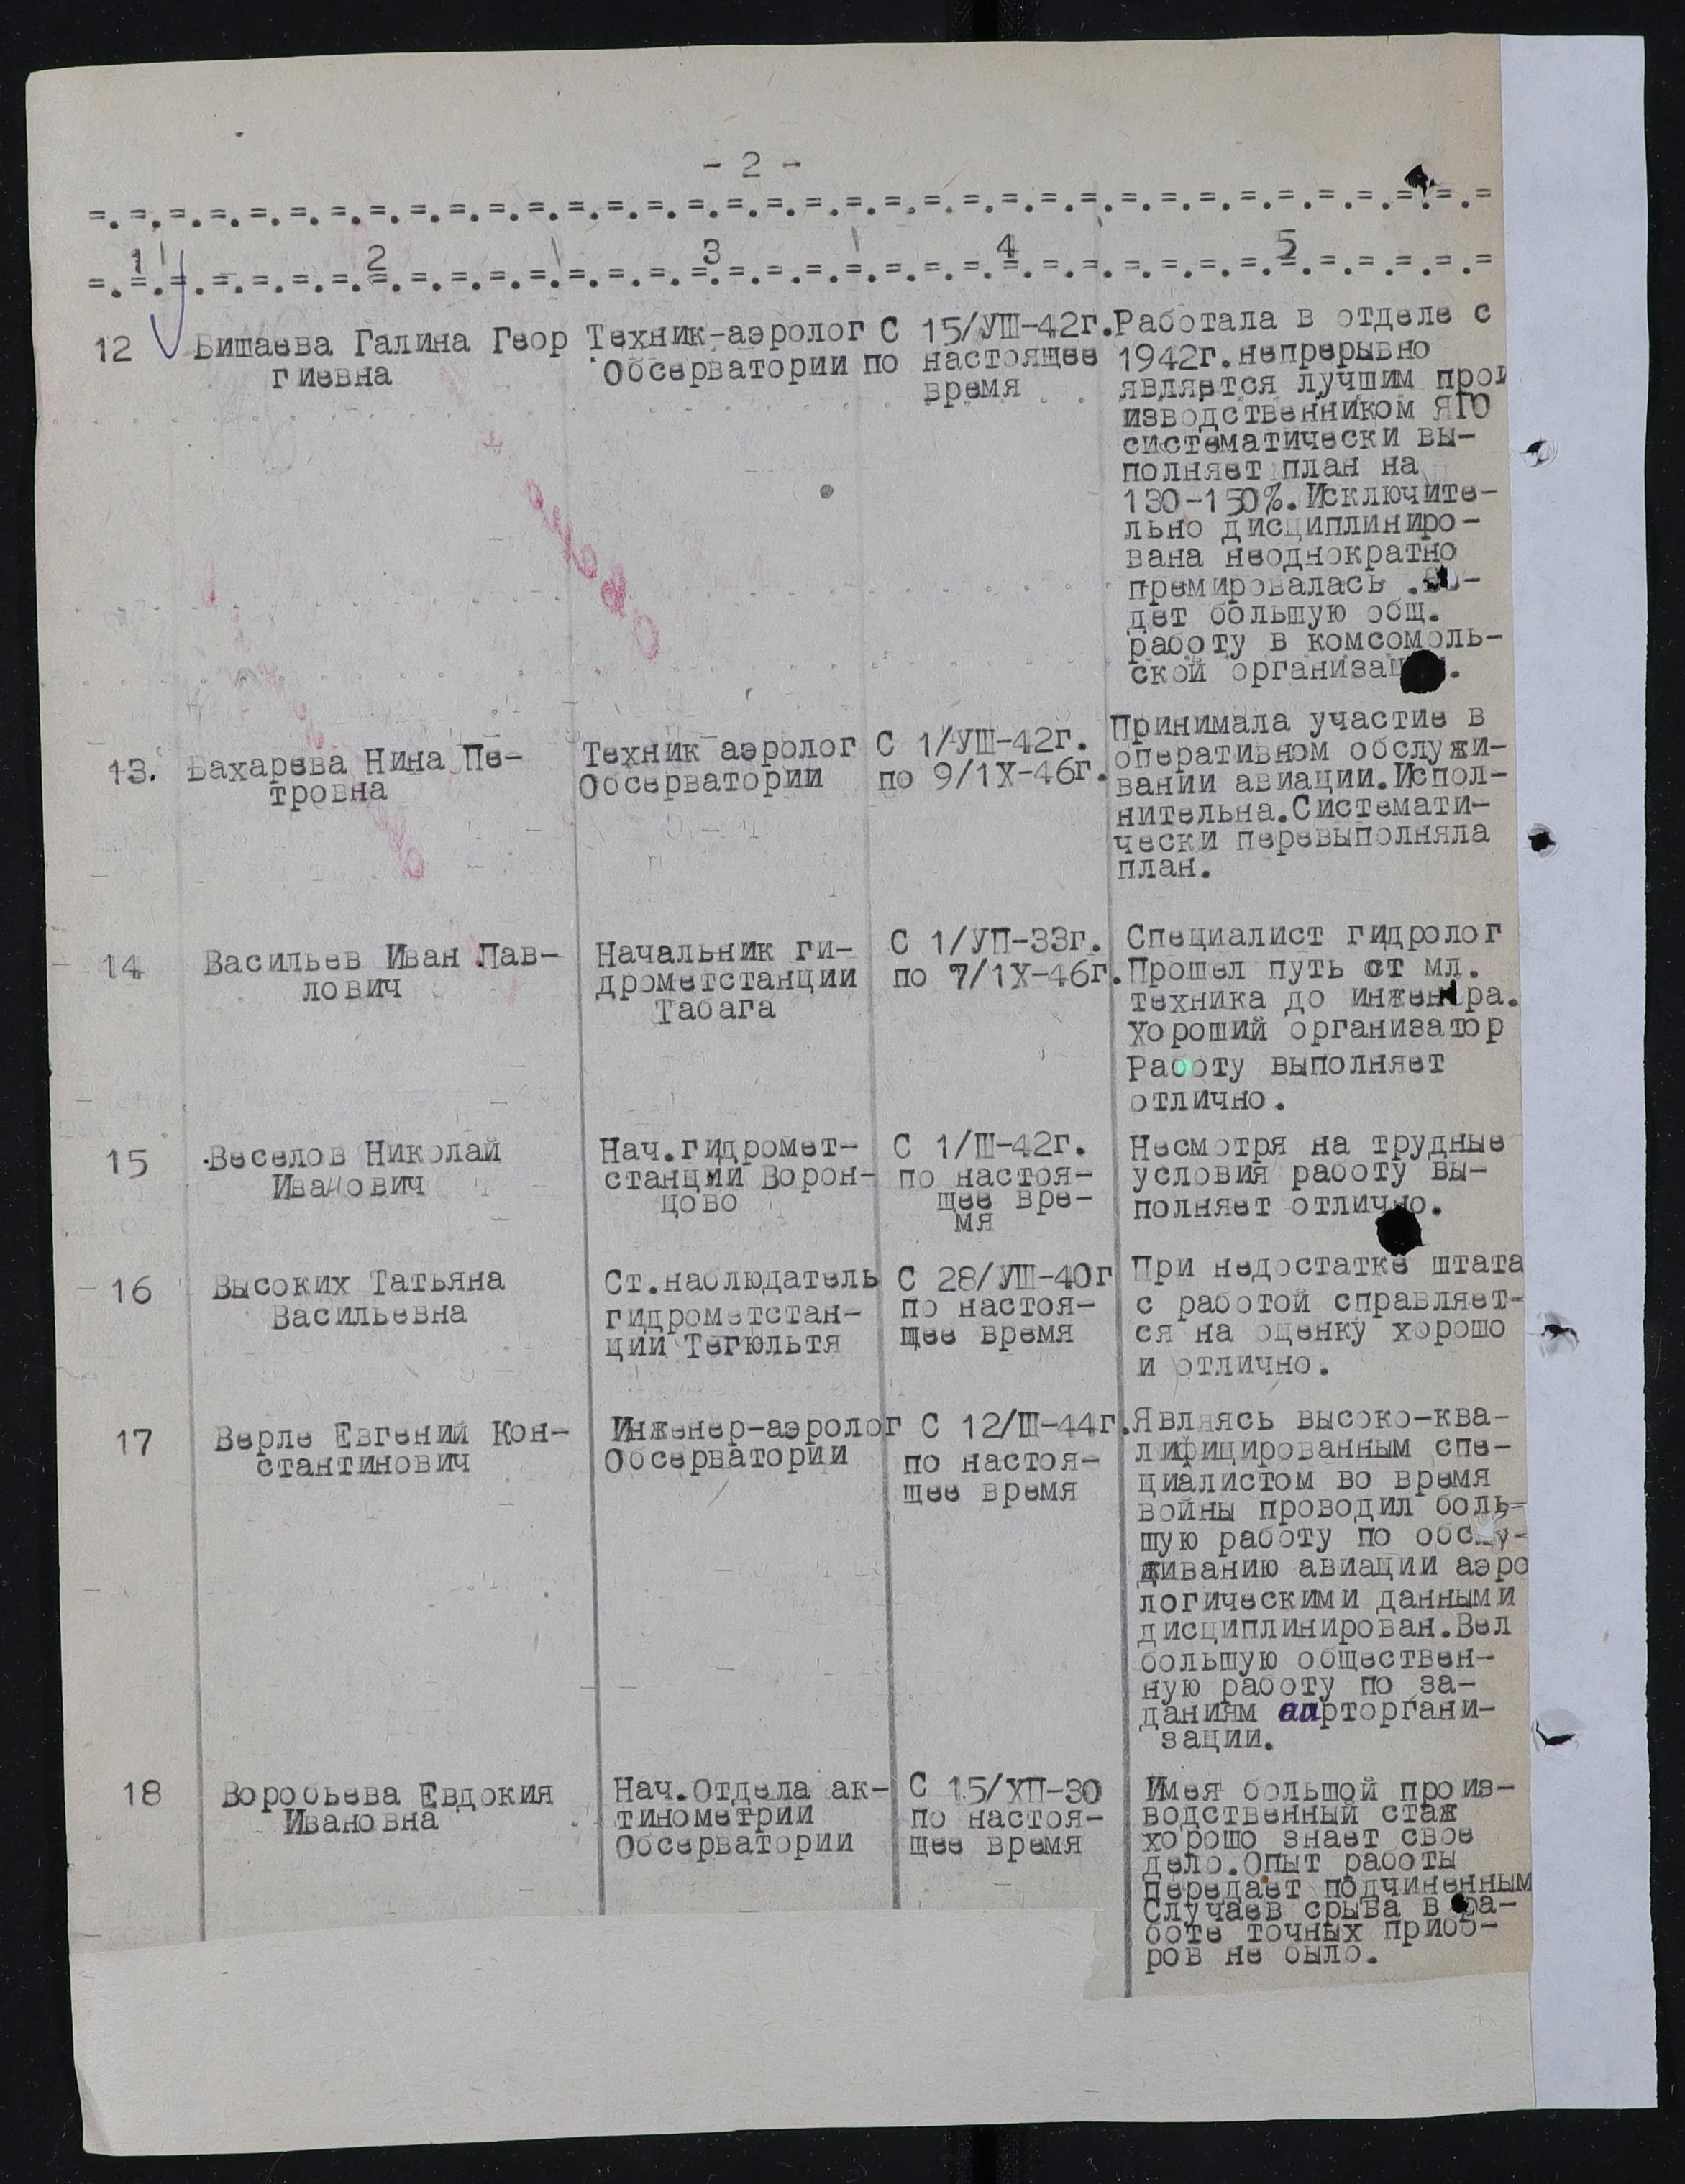 - 2 -
=.=.=.=.=.=.=.=.=.=.=.=.=.=.=.=.=.=.=.=.=.=.=.=.=.=.=.=.=.=.=.=.=.=.=.=
1 2 3 4 5
=.=.=.=.=.=.=.=.=.=.=.=.=.=.=.=.=.=.=.=.=.=.=.=.=.=.=.=.=.=.=.=.=.=.=.=
12 Бишаева Галина Геор
гиевна
Техник-аэролог
Обсерватории
С 15/УШ-42г.
по настоящее
время
Работала в отделе с
1942г.непрерывно
является лучшим прои
изводственником ЯГО
систематически вы-
полняет план на
130-150%.Исключите-
льно дисциплиниро-
вана неоднократно
премировалась
дет большую общ.
работу в комсомоль-
ской
13. Бахарева Нина Пе-
тровна
Техник аэролог
Обсерватории
С 1/УШ-42г.
по 9/1Х-46г.
Принимала участие в
оперативном обслужи-
вании авиации.Испол-
нительна.Системати-
чески перевыполняла
план.
14 Васильев Иван Пав-
лович
Начальник ги-
дрометстанции
Табага
С 1/УП-33г.
по 7/1Х-46г.
Специалист гидролог
Прошел путь от мл.
техника до
хороший организатор
Работу выполняет
отлично.
15 Веселов Николай
Иванович
Нач.гидромет-
станции Ворон-
цово
С 1/Ш-42г.
по настоя-
щее вре-
мя
Несмотря на трудные
условия работу вы-
полняет отлично.
16 Высоких Татьяна
Васильевна
Ст.наблюдатель
гидрометстан-
ции Тегюльтя
С 28/УШ-40г
по настоя-
щее время
При недостатке штата
с работой справляет-
ся на оценку хорошо
и отлично.
17 Верле Евгений Кон-
стантинович
Инженер-аэролог
Обсерватории
С 12/Ш-44г.
по настоя-
щее время
Являясь высоко-ква-
лифицированным спе-
циалистом во время
войны проводил боль-
шую работу по обслу-
живанию авиации аэро
логическими данными
дисциплинирован.Вел
большую обществен-
ную работу по за-
даниям
зации.
18 Воробьева Евдокия
Ивановна
Нач.Отдела ак-
тинометрии
Обсерватории
С 15/ХП-30
по настоя-
щее время
Имея большой произ-
водственный стаж
хорошо знает свое
дело.Опыт работы
передает подчиненным
Случаев срыва в ра-
боте точных прибо-
ров не было.